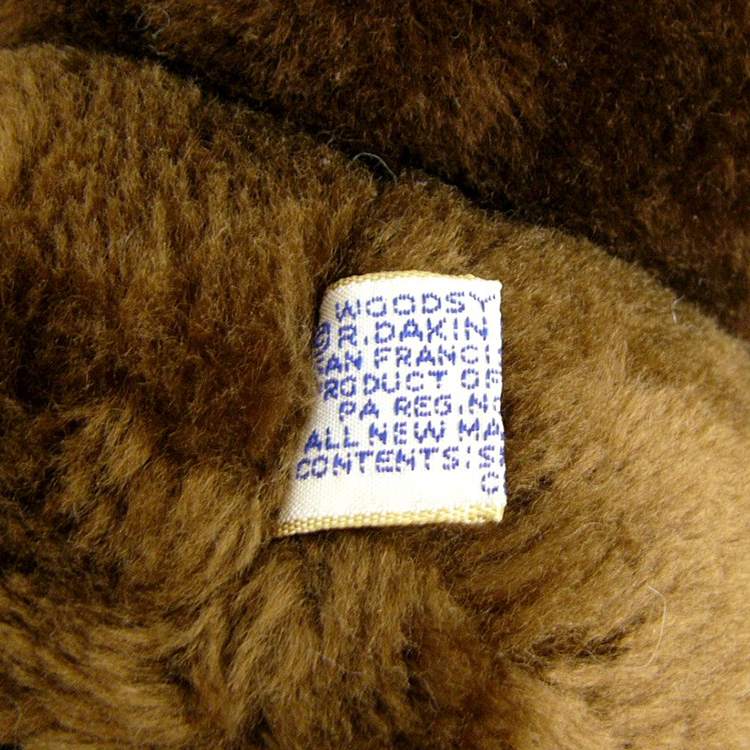 WOODSY
© R. DAKIN
SAN FRANCI
PRODUCT OF
PA REG. N
ALL NEW MA
CONTENTS: S